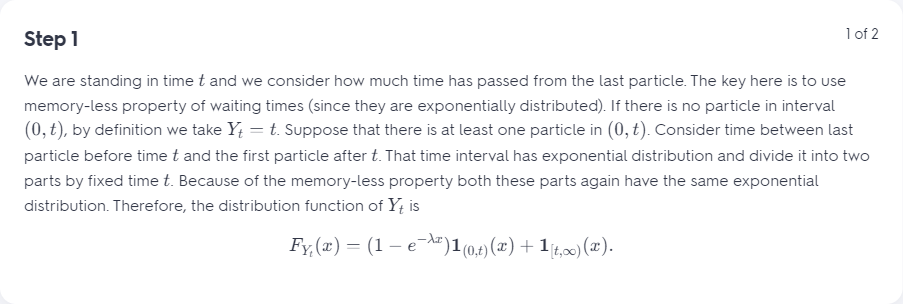 Step 1
1 of 2
We are standing in time t and we consider how much time has passed from the last particle. The key here is to use
memory-less property of waiting times (since they are exponentially distributed). If there is no particle in interval
(0, t), by definition we take Y_t = t. Suppose that there is at least one particle in (0, t). Consider time between last
particle before time t and the first particle after t. That time interval has exponential distribution and divide it into two
parts by fixed time t. Because of the memory-less property both these parts again have the same exponential
distribution. Therefore, the distribution function of Y_t is
F_{Y_t}(x) = (1 − e^{−λx})1_{(0,t)}(x) + 1_{[t,∞)}(x).